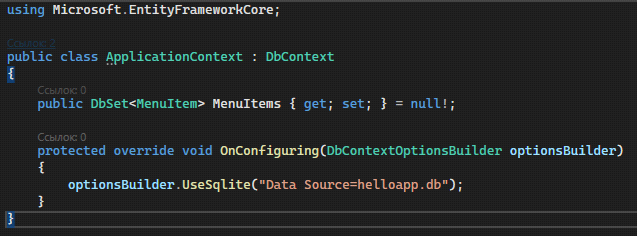 using Microsoft.EntityFrameworkCore;
Ссылок: 2
public class ApplicationContext : DbContext
{
Ссылок: 0
public DbSet<MenuItem> MenuItems { get; set; } = null!;
Ссылок: 0
protected override void OnConfiguring(DbContextOptionsBuilder optionsBuilder)
{
optionsBuilder.UseSqlite("Data Source=helloapp.db");
}
}